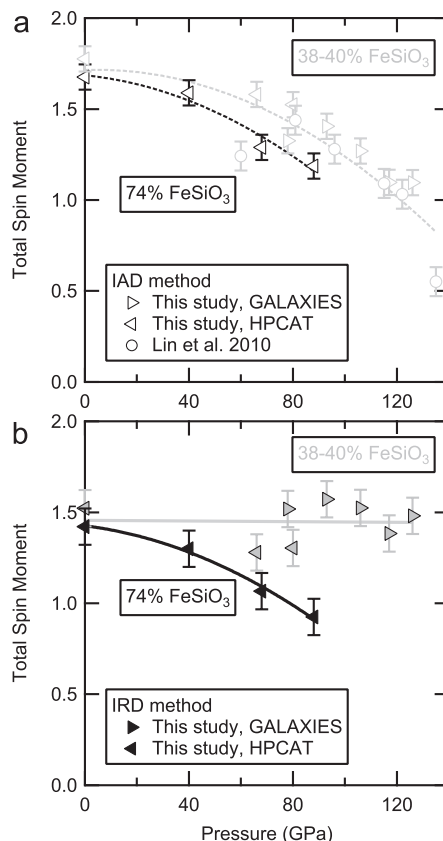 a
2.0
1.5
1.0
0.5
0.0
Total Spin Moment
38-40% FeSiO₃
74% FeSiO₃
IAD method
This study, GALAXIES
This study, HPCAT
Lin et al. 2010
0 40 80 120
b
2.0
1.5
1.0
0.5
0.0
Total Spin Moment
38-40% FeSiO₃
74% FeSiO₃
IRD method
This study, GALAXIES
This study, HPCAT
0 40 80 120
Pressure (GPa)